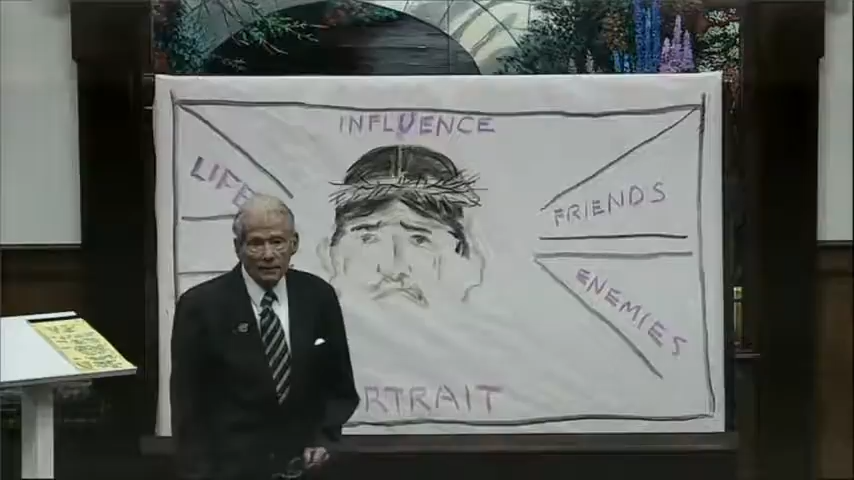 INFLUENCE
LIFE
FRIENDS
ENEMIES
RTRAIT